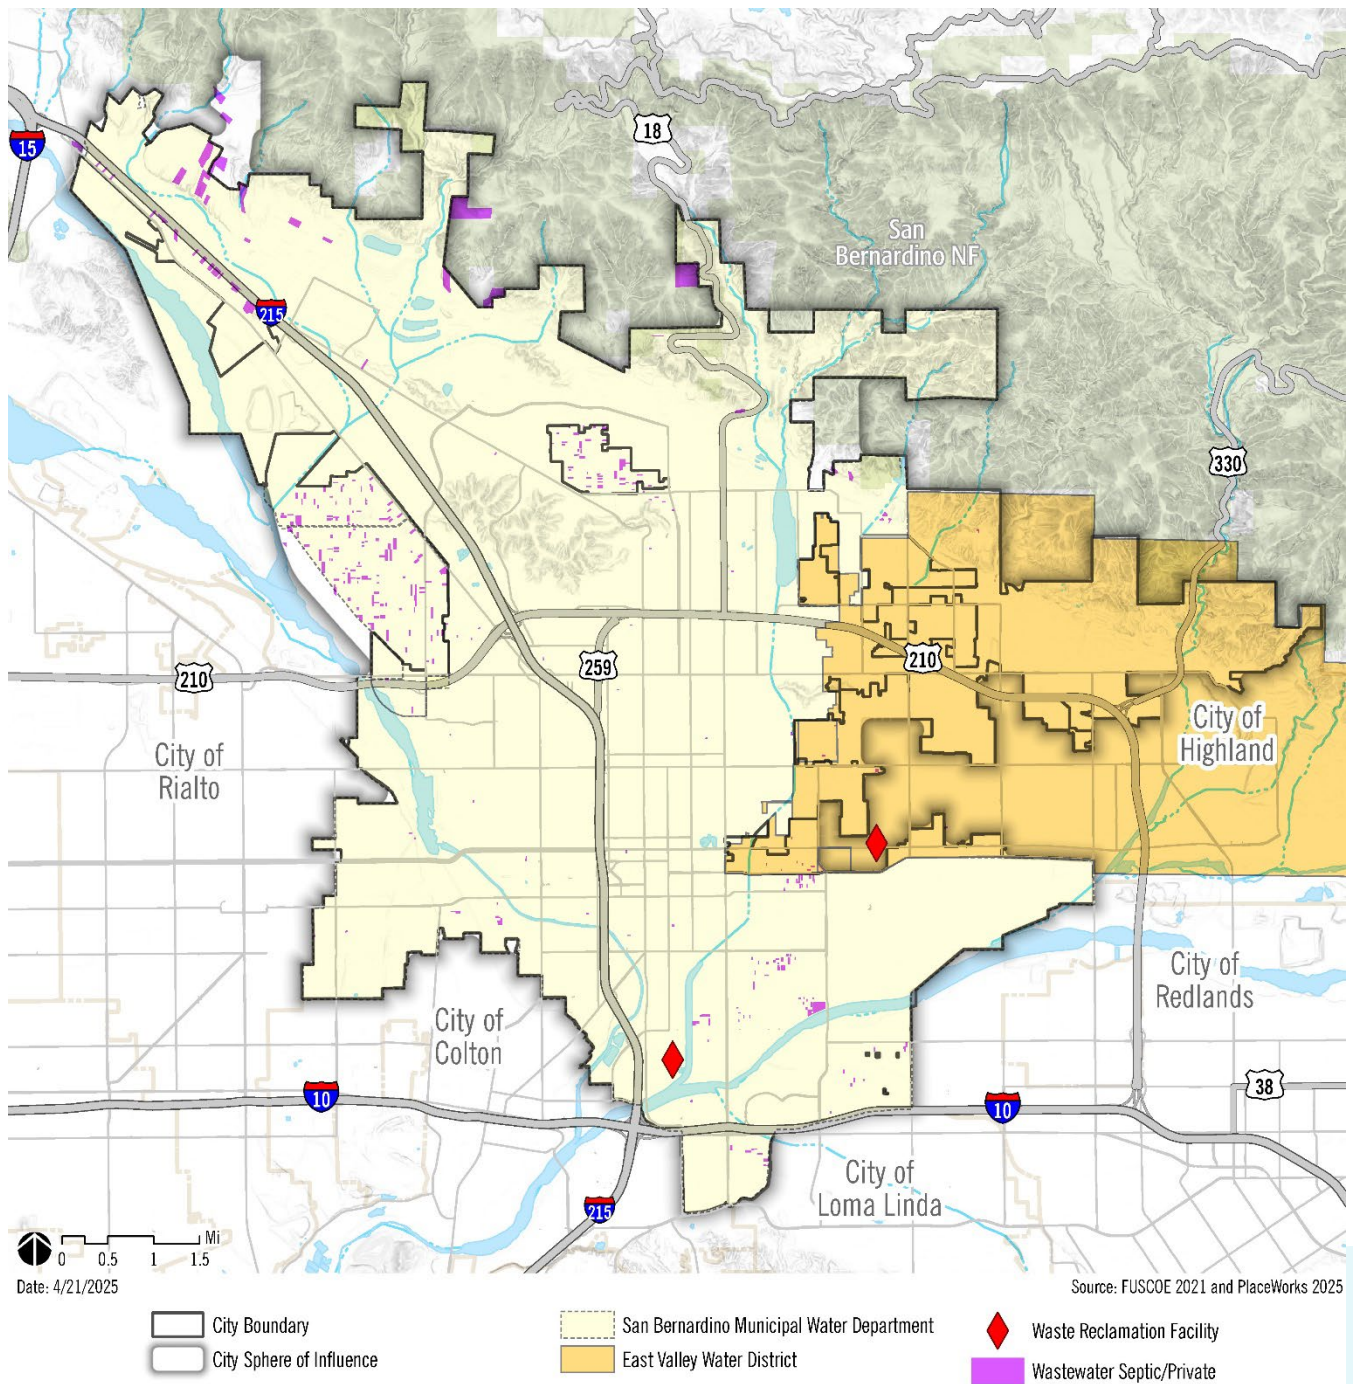 15
18
San
Bernardino NF
215
330
259
210
210
City of
Highland
City of
Rialto
City of
Redlands
City of
Colton
38
10
10
City of
Loma Linda
215
Mi
0 0.5 1 1.5
Date: 4/21/2025
Source: FUSCOE 2021 and PlaceWorks 2025
City Boundary
San Bernardino Municipal Water Department
Waste Reclamation Facility
City Sphere of Influence
East Valley Water District
Wastewater Septic/Private